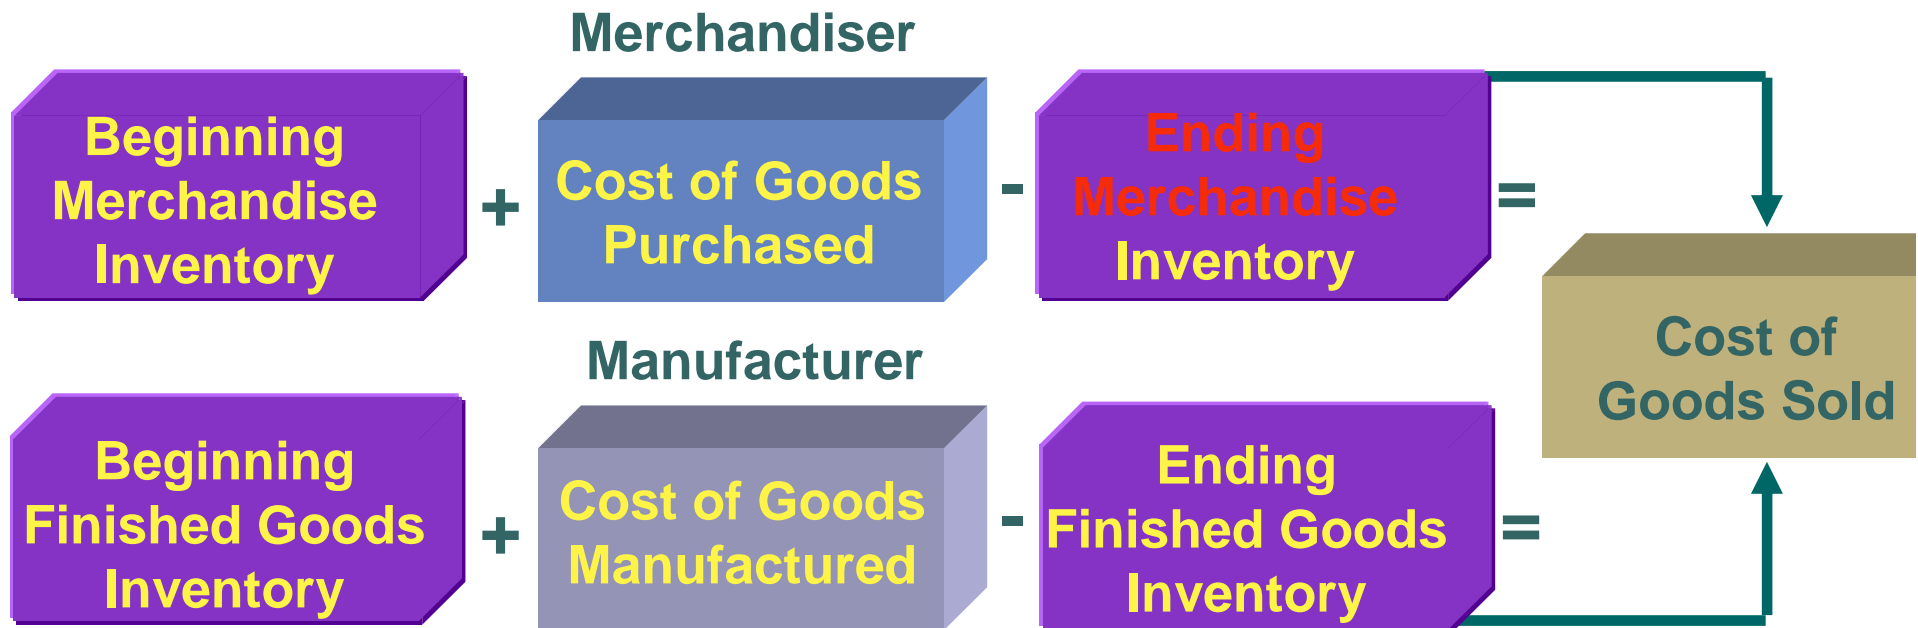 Merchandiser
Beginning
Merchandise
Inventory
+
Cost of Goods
Purchased
-
Ending
Merchandise
Inventory
=
Manufacturer
Beginning
Finished Goods
Inventory
+
Cost of Goods
Manufactured
-
Ending
Finished Goods
Inventory
=
Cost of
Goods Sold